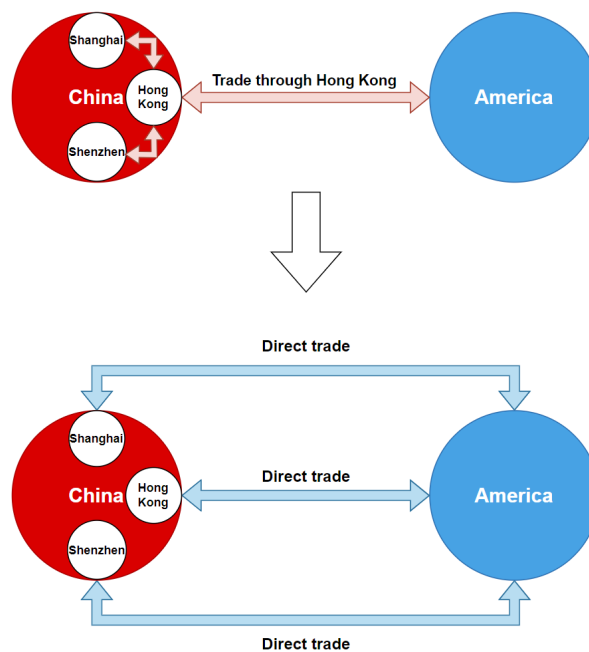 Shanghai
Trade through Hong Kong
China
Hong
Kong
America
Shenzhen
Direct trade
Shanghai
Direct trade
China
Hong
Kong
America
Shenzhen
Direct trade